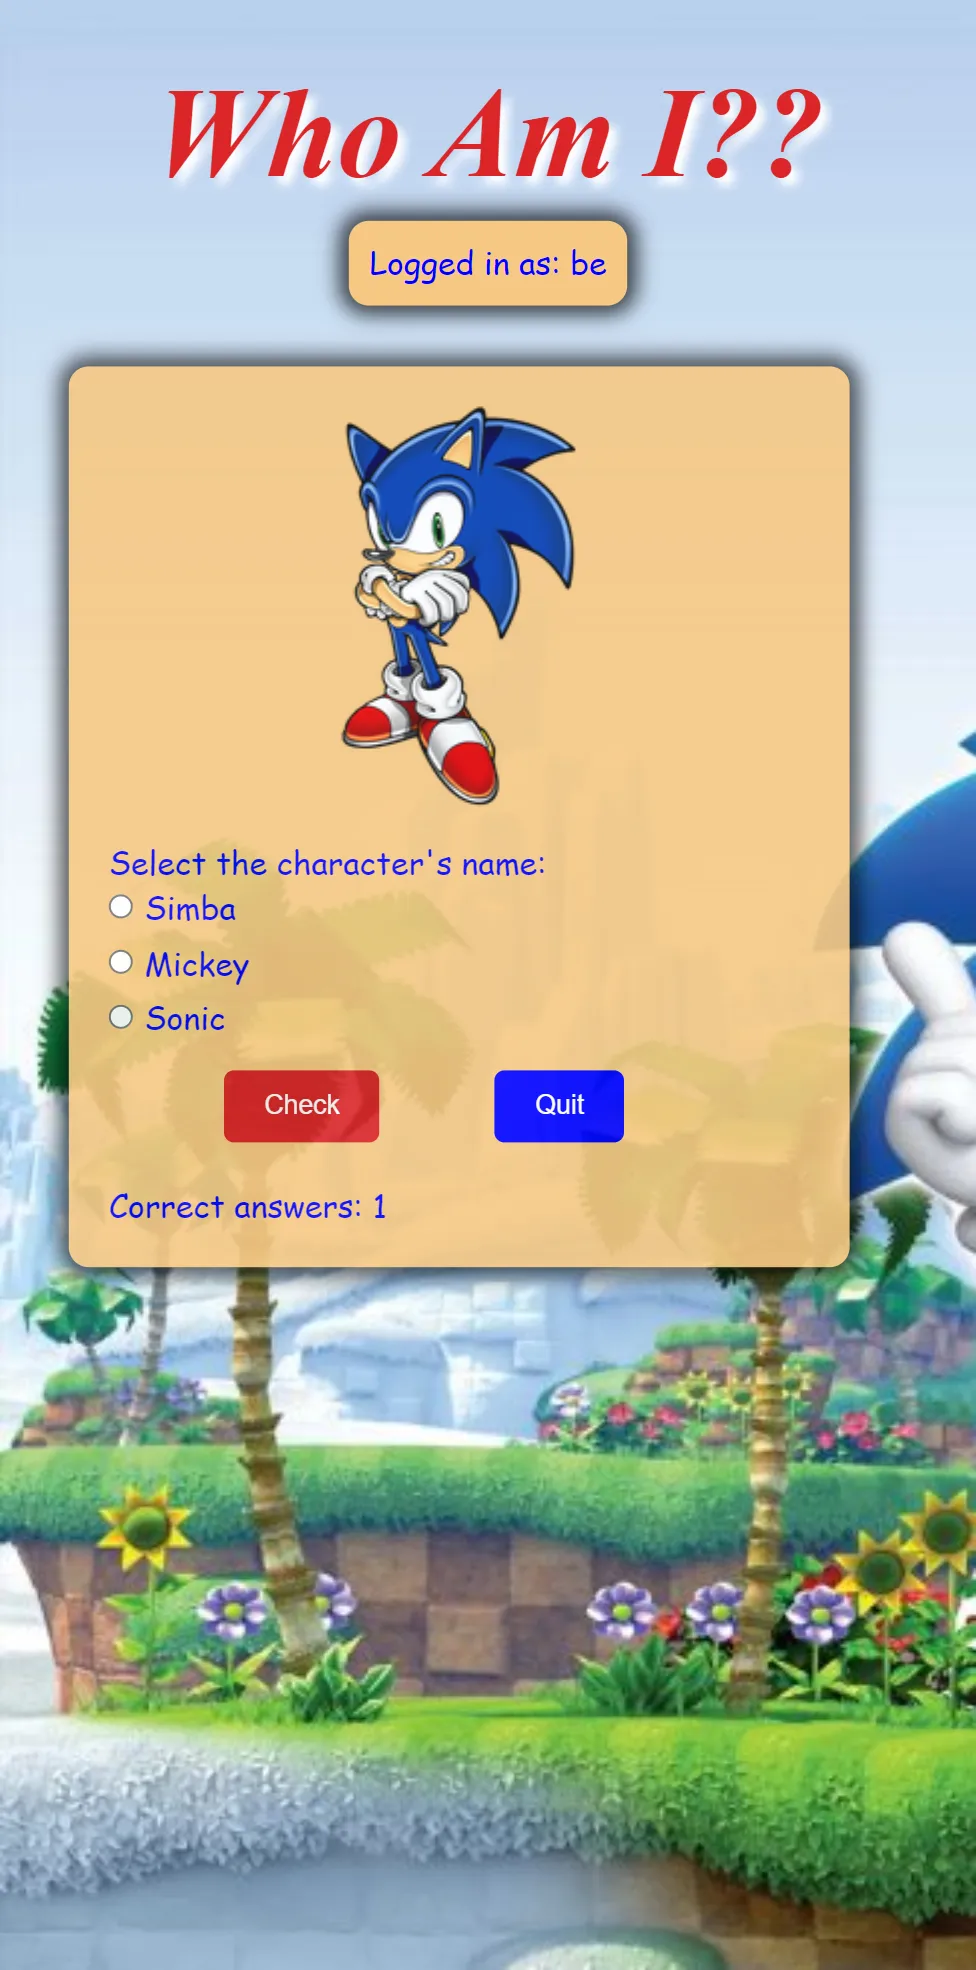 Who Am I??
Logged in as: be
Select the character's name:
Simba
Mickey
Sonic
Check
Quit
Correct answers: 1